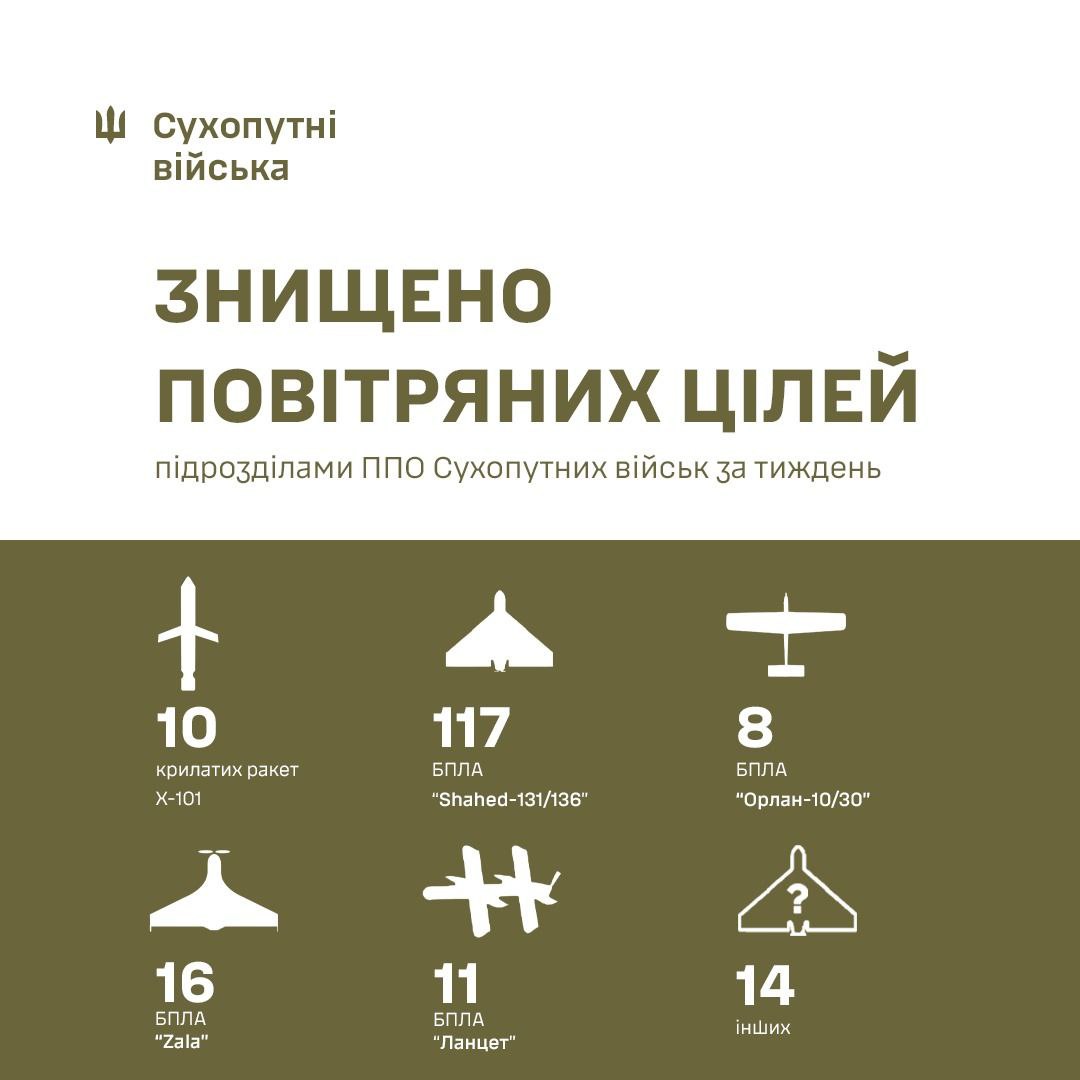 Сухопутні
війська
ЗНИЩЕНО
ПОВІТРЯНИХ ЦІЛЕЙ
підрозділами ППО Сухопутних військ за тиждень
10
крилатих ракет
Х-101
117
БПЛА
“Shahed-131/136”
8
БПЛА
“Орлан-10/30”
16
БПЛА
“Zala”
11
БПЛА
“Ланцет”
?
14
інших